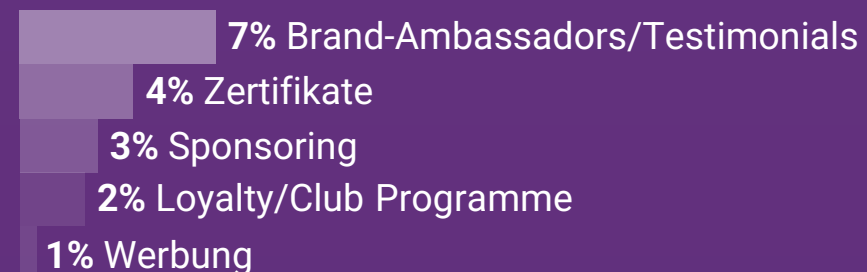 7% Brand-Ambassadors/Testimonials
4% Zertifikate
3% Sponsoring
2% Loyalty/Club Programme
1% Werbung